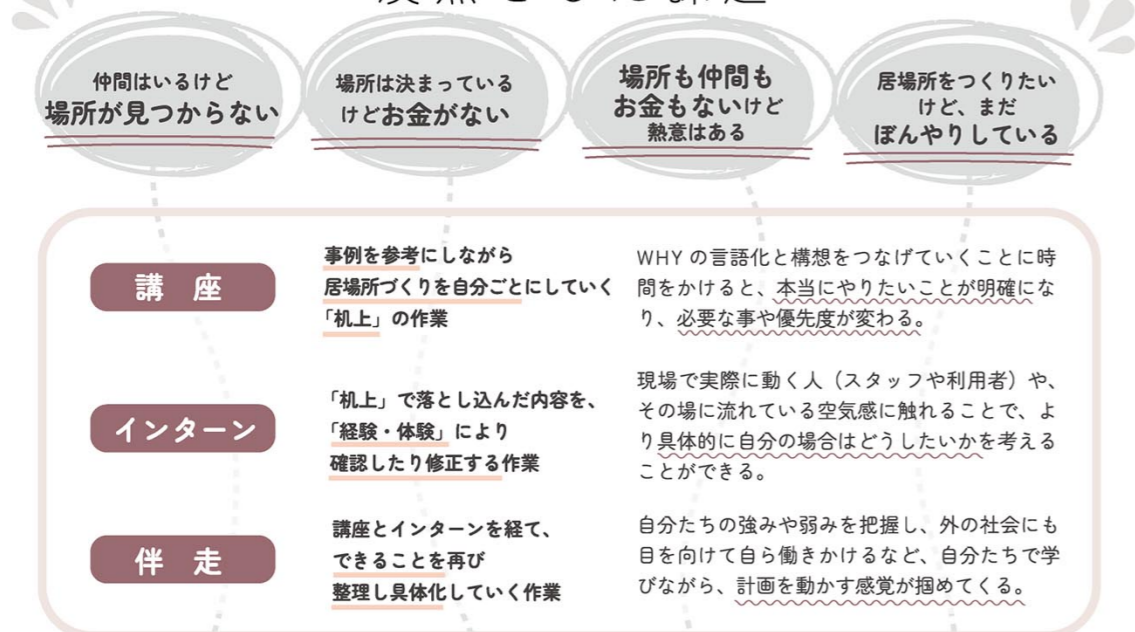 仲間はいるけど
場所が見つからない
場所は決まっている
けどお金がない
場所も仲間も
お金もないけど
熱意はある
居場所をつくりたい
けど、まだ
ぼんやりしている
講座
事例を参考にしながら
居場所づくりを自分ごとにしていく
「机上」の作業
WHY の言語化と構想をつなげていくことに時
間をかけると、本当にやりたいことが明確にな
り、必要な事や優先度が変わる。
インターン
「机上」で落とし込んだ内容を、
「経験・体験」により
確認したり修正する作業
現場で実際に動く人（スタッフや利用者）や、
その場に流れている空気感に触れることで、よ
り具体的に自分の場合はどうしたいかを考える
ことができる。
伴走
講座とインターンを経て、
できることを再び
整理し具体化していく作業
自分たちの強みや弱みを把握し、外の社会にも
目を向けて自ら働きかけるなど、自分たちで学
びながら、計画を動かす感覚が掴めてくる。